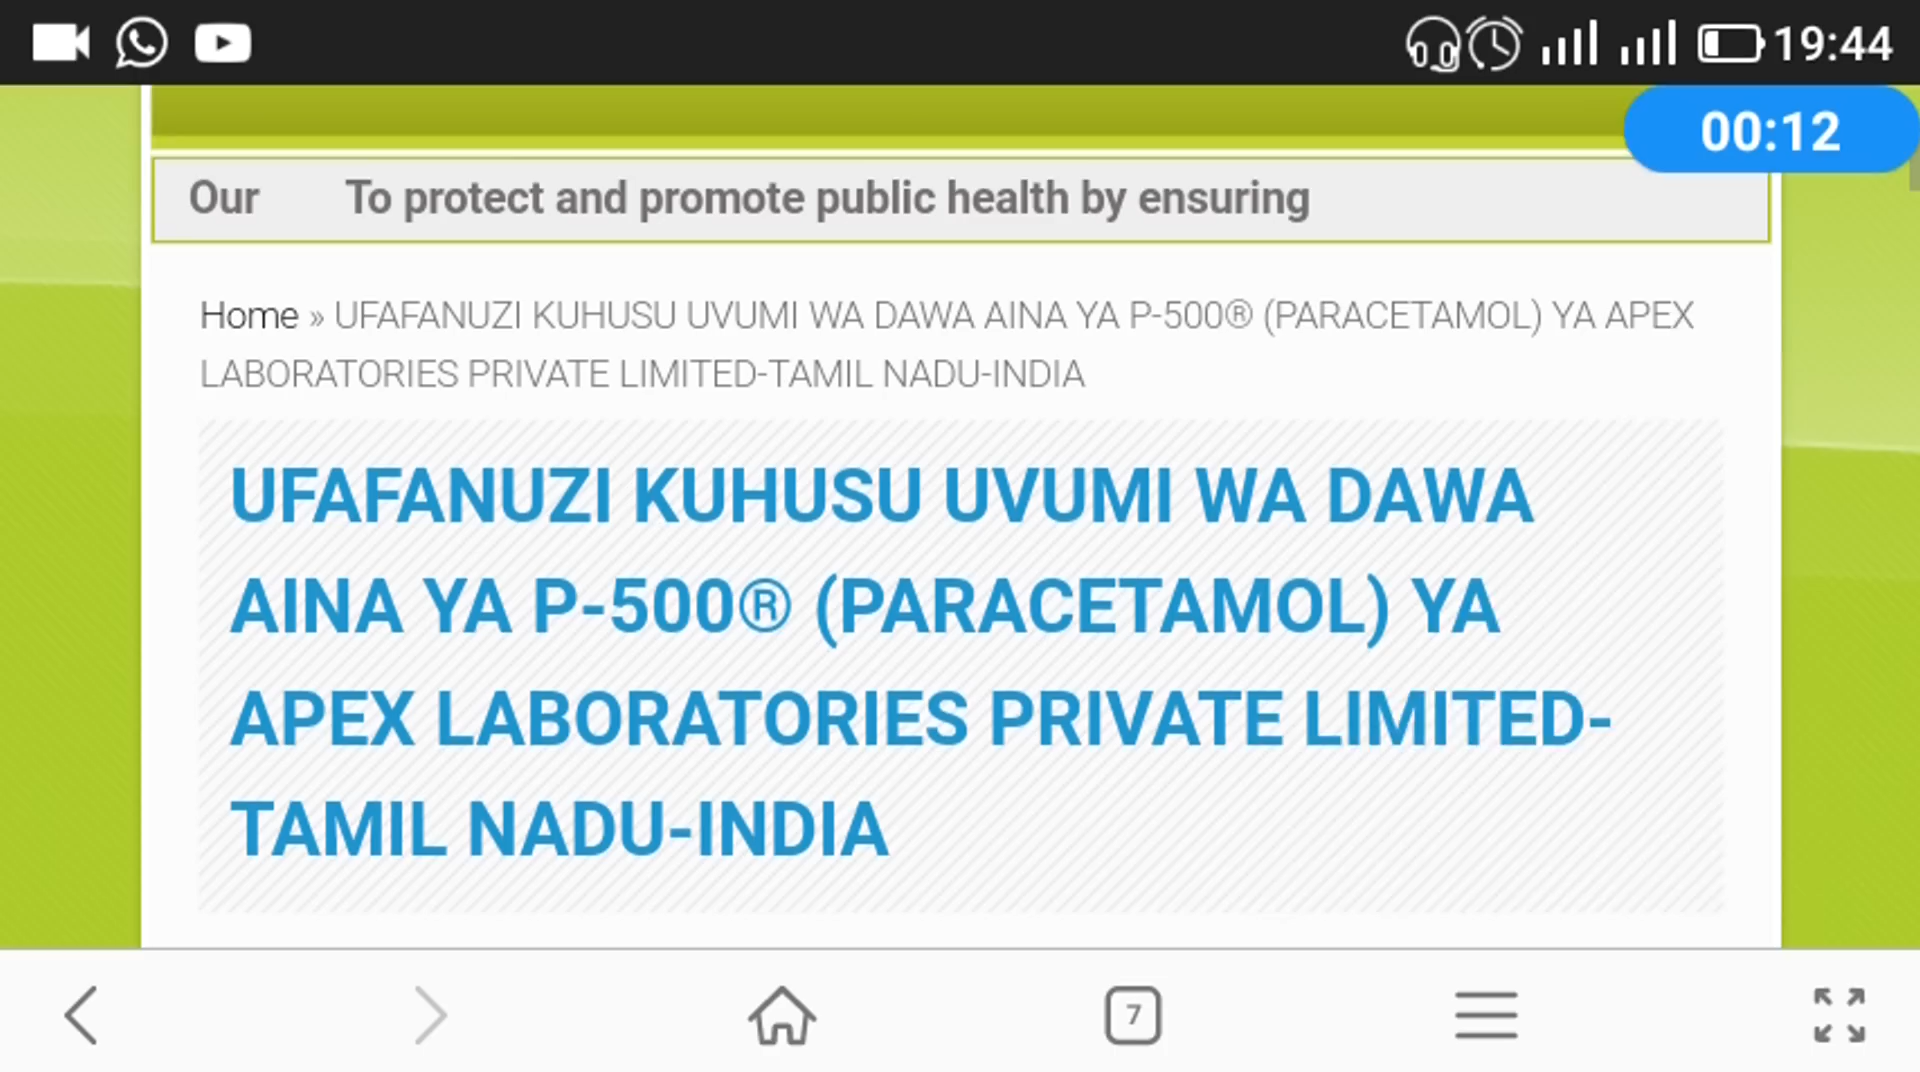 19:44
00:12
Our To protect and promote public health by ensuring
Home » UFAFANUZI KUHUSU UVUMI WA DAWA AINA YA P-500® (PARACETAMOL) YA APEX
LABORATORIES PRIVATE LIMITED-TAMIL NADU-INDIA
UFAFANUZI KUHUSU UVUMI WA DAWA
AINA YA P-500® (PARACETAMOL) YA
APEX LABORATORIES PRIVATE LIMITED-
TAMIL NADU-INDIA
7